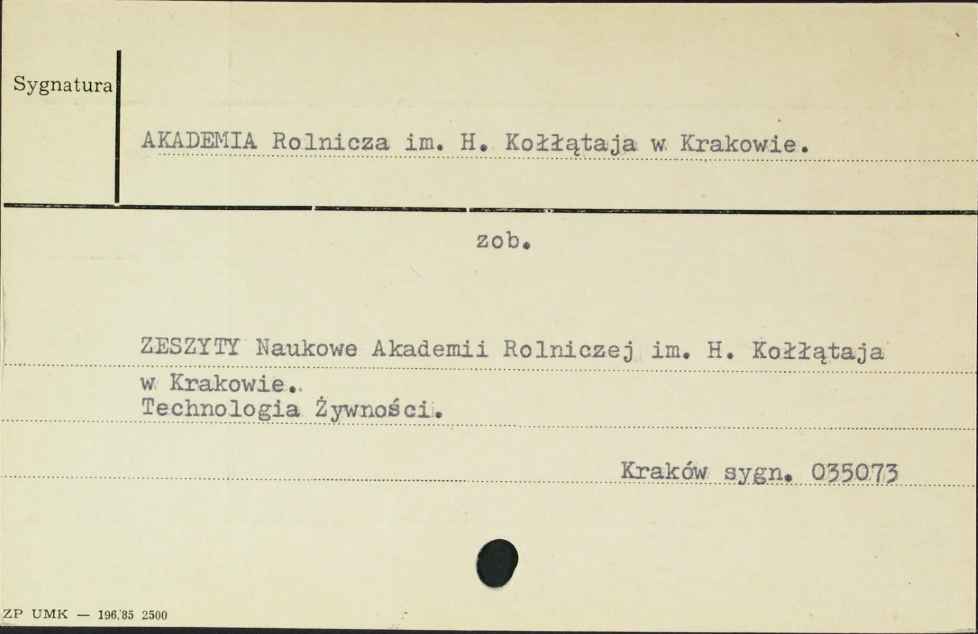 Sygnatura
AKADEMIA Rolnicza im. H. Kołłątaja w Krakowie.
zob.
ZESZYTY Naukowe Akademii Rolniczej im. H. Kołłątaja
w Krakowie.
Technologia Żywności.
Kraków sygn. 035073
ZP UMK — 196/85 2500